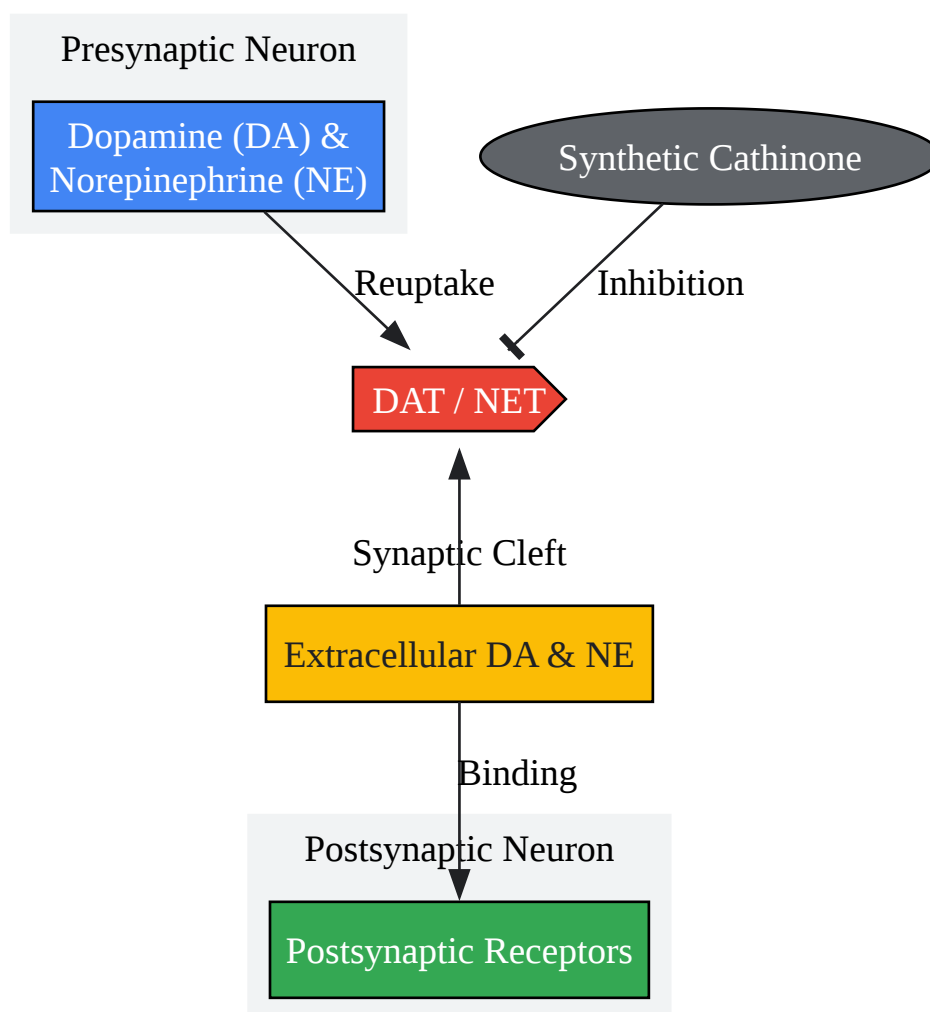 Presynaptic Neuron
Dopamine (DA) &
Norepinephrine (NE)
Synthetic Cathinone
Reuptake
Inhibition
DAT / NET
Synaptic Cleft
Extracellular DA & NE
Binding
Postsynaptic Neuron
Postsynaptic Receptors